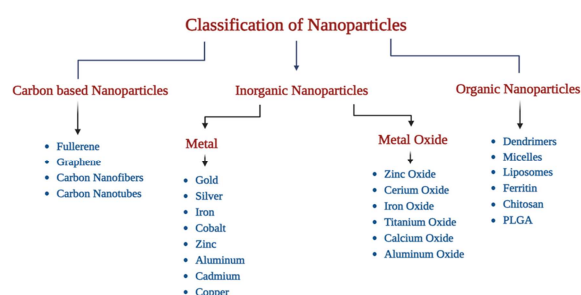 Classification of Nanoparticles
Carbon based Nanoparticles
Fullerene
Graphene
Carbon Nanofibers
Carbon Nanotubes
Inorganic Nanoparticles
Metal
Gold
Silver
Iron
Cobalt
Zinc
Aluminum
Cadmium
Copper
Metal Oxide
Zinc Oxide
Cerium Oxide
Iron Oxide
Titanium Oxide
Calcium Oxide
Aluminum Oxide
Organic Nanoparticles
Dendrimers
Micelles
Liposomes
Ferritin
Chitosan
PLGA